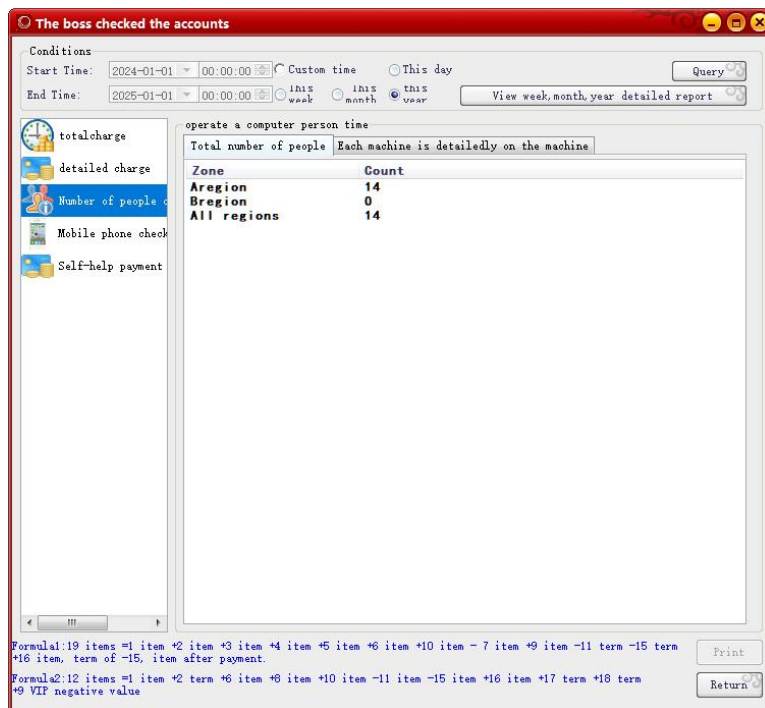 The boss checked the accounts
Conditions
Start Time: 2024-01-01 00:00:00 Custom time This day Query
End Time: 2025-01-01 00:00:00 This week This month this year View week,month,year detailed report
totalcharge
detailed charge
Number of people
Mobile phone check
Self-help payment
operate a computer person time
Total number of people Each machine is detailedly on the machine
Zone Count
Aregion 14
Bregion 0
All regions 14
Formula1:19 items =1 item +2 item +3 item +4 item +5 item +6 item +10 item - 7 item +9 item -11 term -15 term
+16 item, term of -15, item after payment.
Print
Formula2:12 items =1 item +2 term +6 item +8 item +10 item -11 item -15 item +16 item +17 term +18 term
+9 VIP negative value
Return